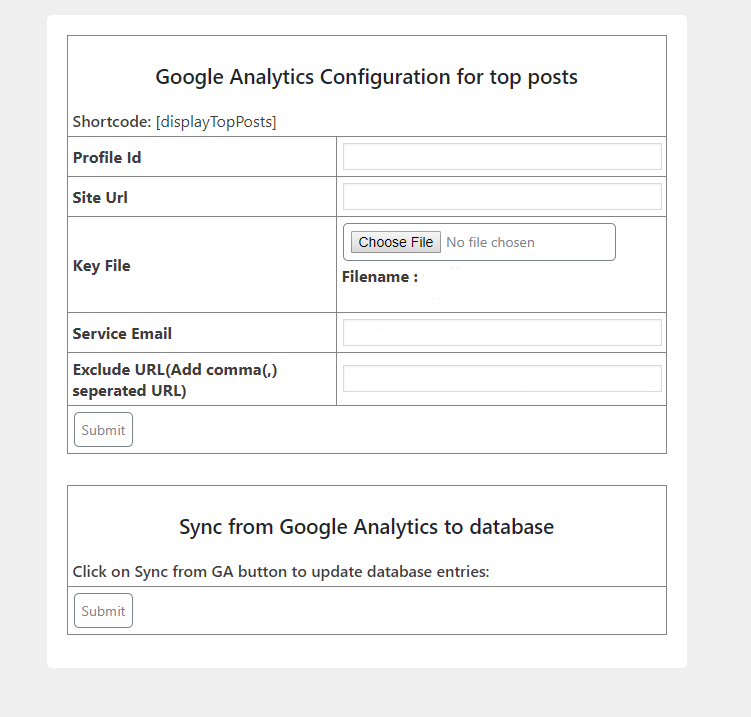 Google Analytics Configuration for top posts
Shortcode: [displayTopPosts]
Profile Id
Site Url
Key File
Choose File No file chosen
Filename :
Service Email
Exclude URL(Add comma(,)
seperated URL)
Submit
Sync from Google Analytics to database
Click on Sync from GA button to update database entries:
Submit